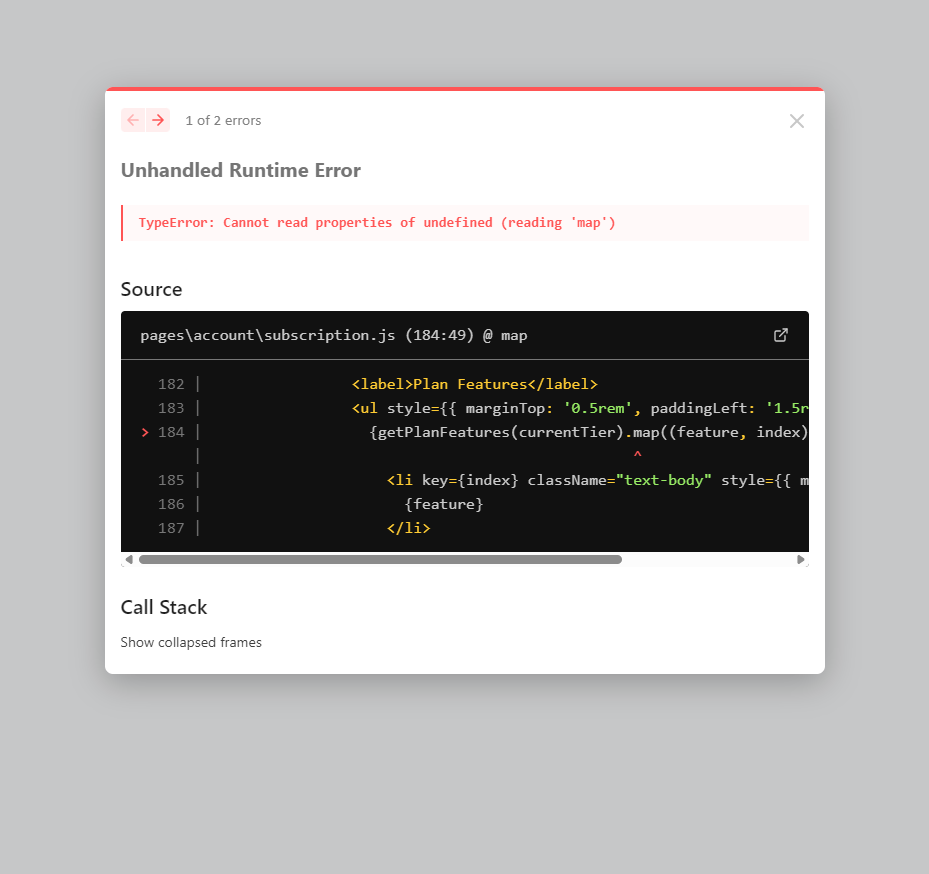 1 of 2 errors
Unhandled Runtime Error
TypeError: Cannot read properties of undefined (reading 'map')
Source
pages\account\subscription.js (184:49) @ map
182 | <label>Plan Features</label>
183 | <ul style={{ marginTop: '0.5rem', paddingLeft: '1.5r
> 184 | {getPlanFeatures(currentTier).map((feature, index)
| ^
185 | <li key={index} className="text-body" style={{ m
186 | {feature}
187 | </li>
Call Stack
Show collapsed frames